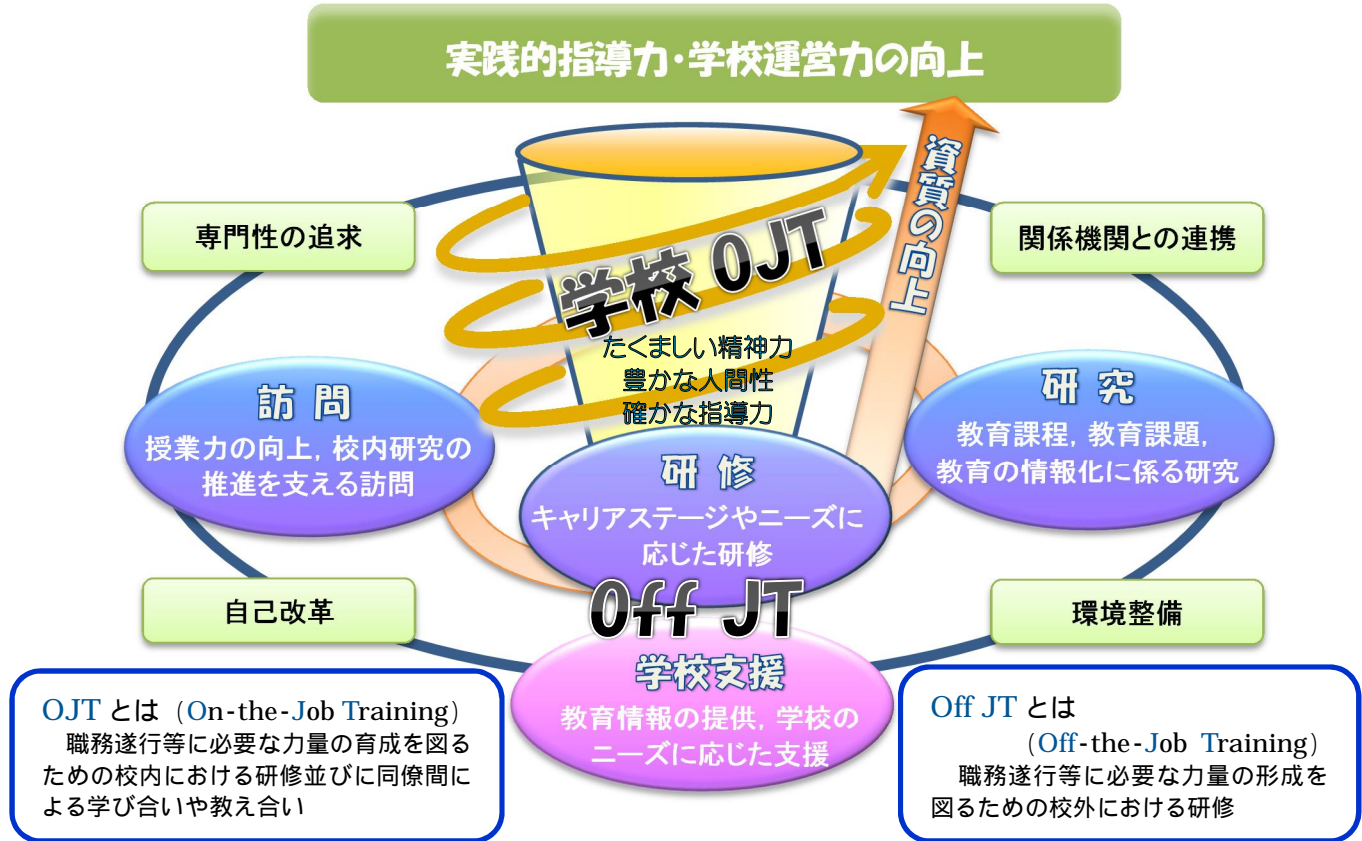 実践的指導力・学校運営力の向上
資質の向上
専門性の追求
関係機関との連携
学校 OJT
たくましい精神力
豊かな人間性
確かな指導力
訪問
授業力の向上，校内研究の
推進を支える訪問
研究
教育課程，教育課題，
教育の情報化に係る研究
研修
キャリアステージやニーズに
応じた研修
自己改革
Off JT
環境整備
学校支援
教育情報の提供，学校の
ニーズに応じた支援
OJT とは（On-the-Job Training）
職務遂行等に必要な力量の育成を図る
ための校内における研修並びに同僚間に
よる学び合いや教え合い
Off JT とは
（Off-the-Job Training）
職務遂行等に必要な力量の形成を
図るための校外における研修